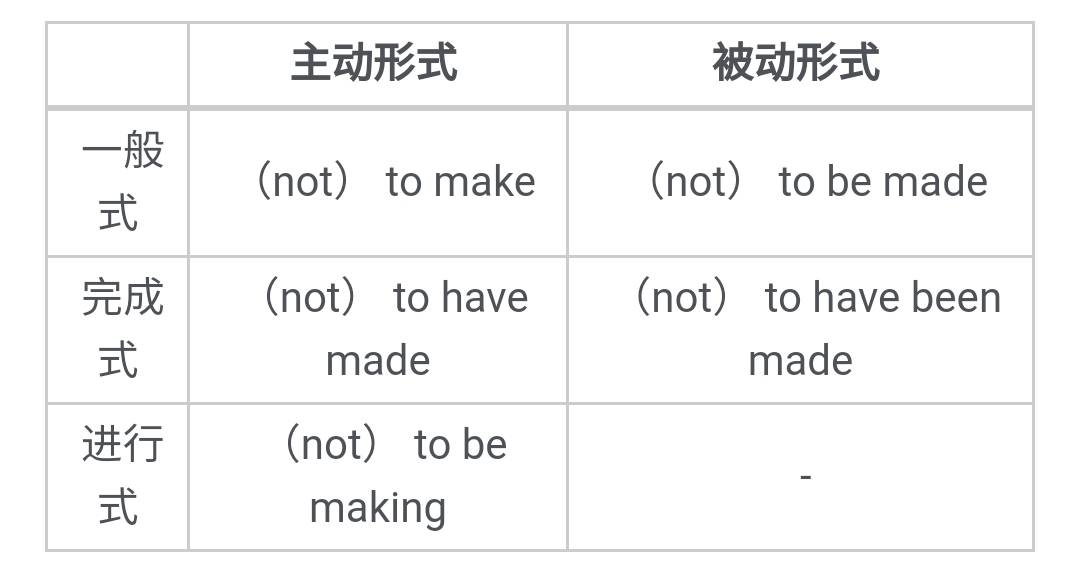 主动形式 被动形式
一般式 （not） to make （not） to be made
完成式 （not） to have made （not） to have been made
进行式 （not） to be making -